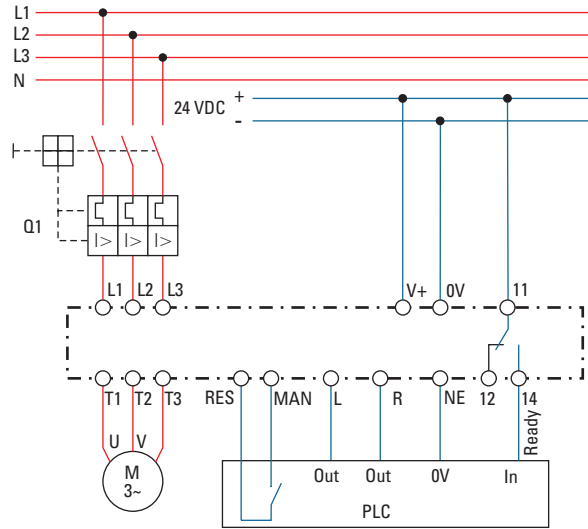 L1
L2
L3
N
24 VDC + 
-
Q1
I> I> I>
L1 L2 L3 V+ 0V 11
T1 T2 T3 RES MAN L R NE 12 14
Ready
U V
M
3~
Out Out 0V In
PLC